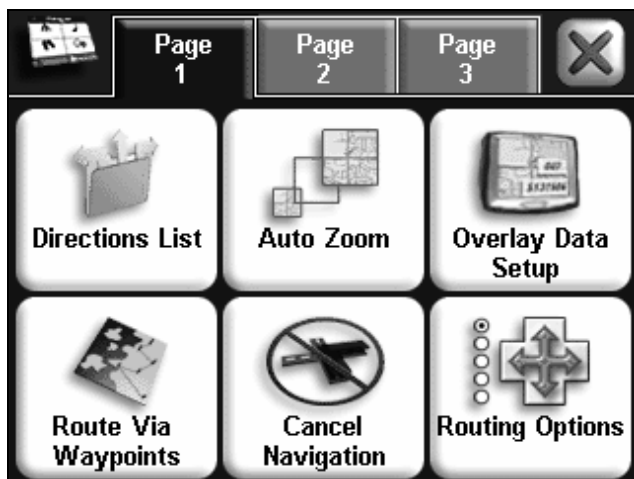 Page
1
Page
2
Page
3
Directions List
Auto Zoom
Overlay Data
Setup
Route Via
Waypoints
Cancel
Navigation
Routing Options